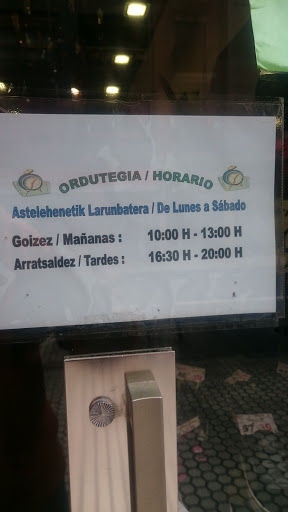 ORDUTEGIA / HORARIO
Astelehenetik Larunbatera / De Lunes a Sábado
Goizez / Mañanas : 10:00 H - 13:00 H
Arratsaldez / Tardes : 16:30 H - 20:00 H